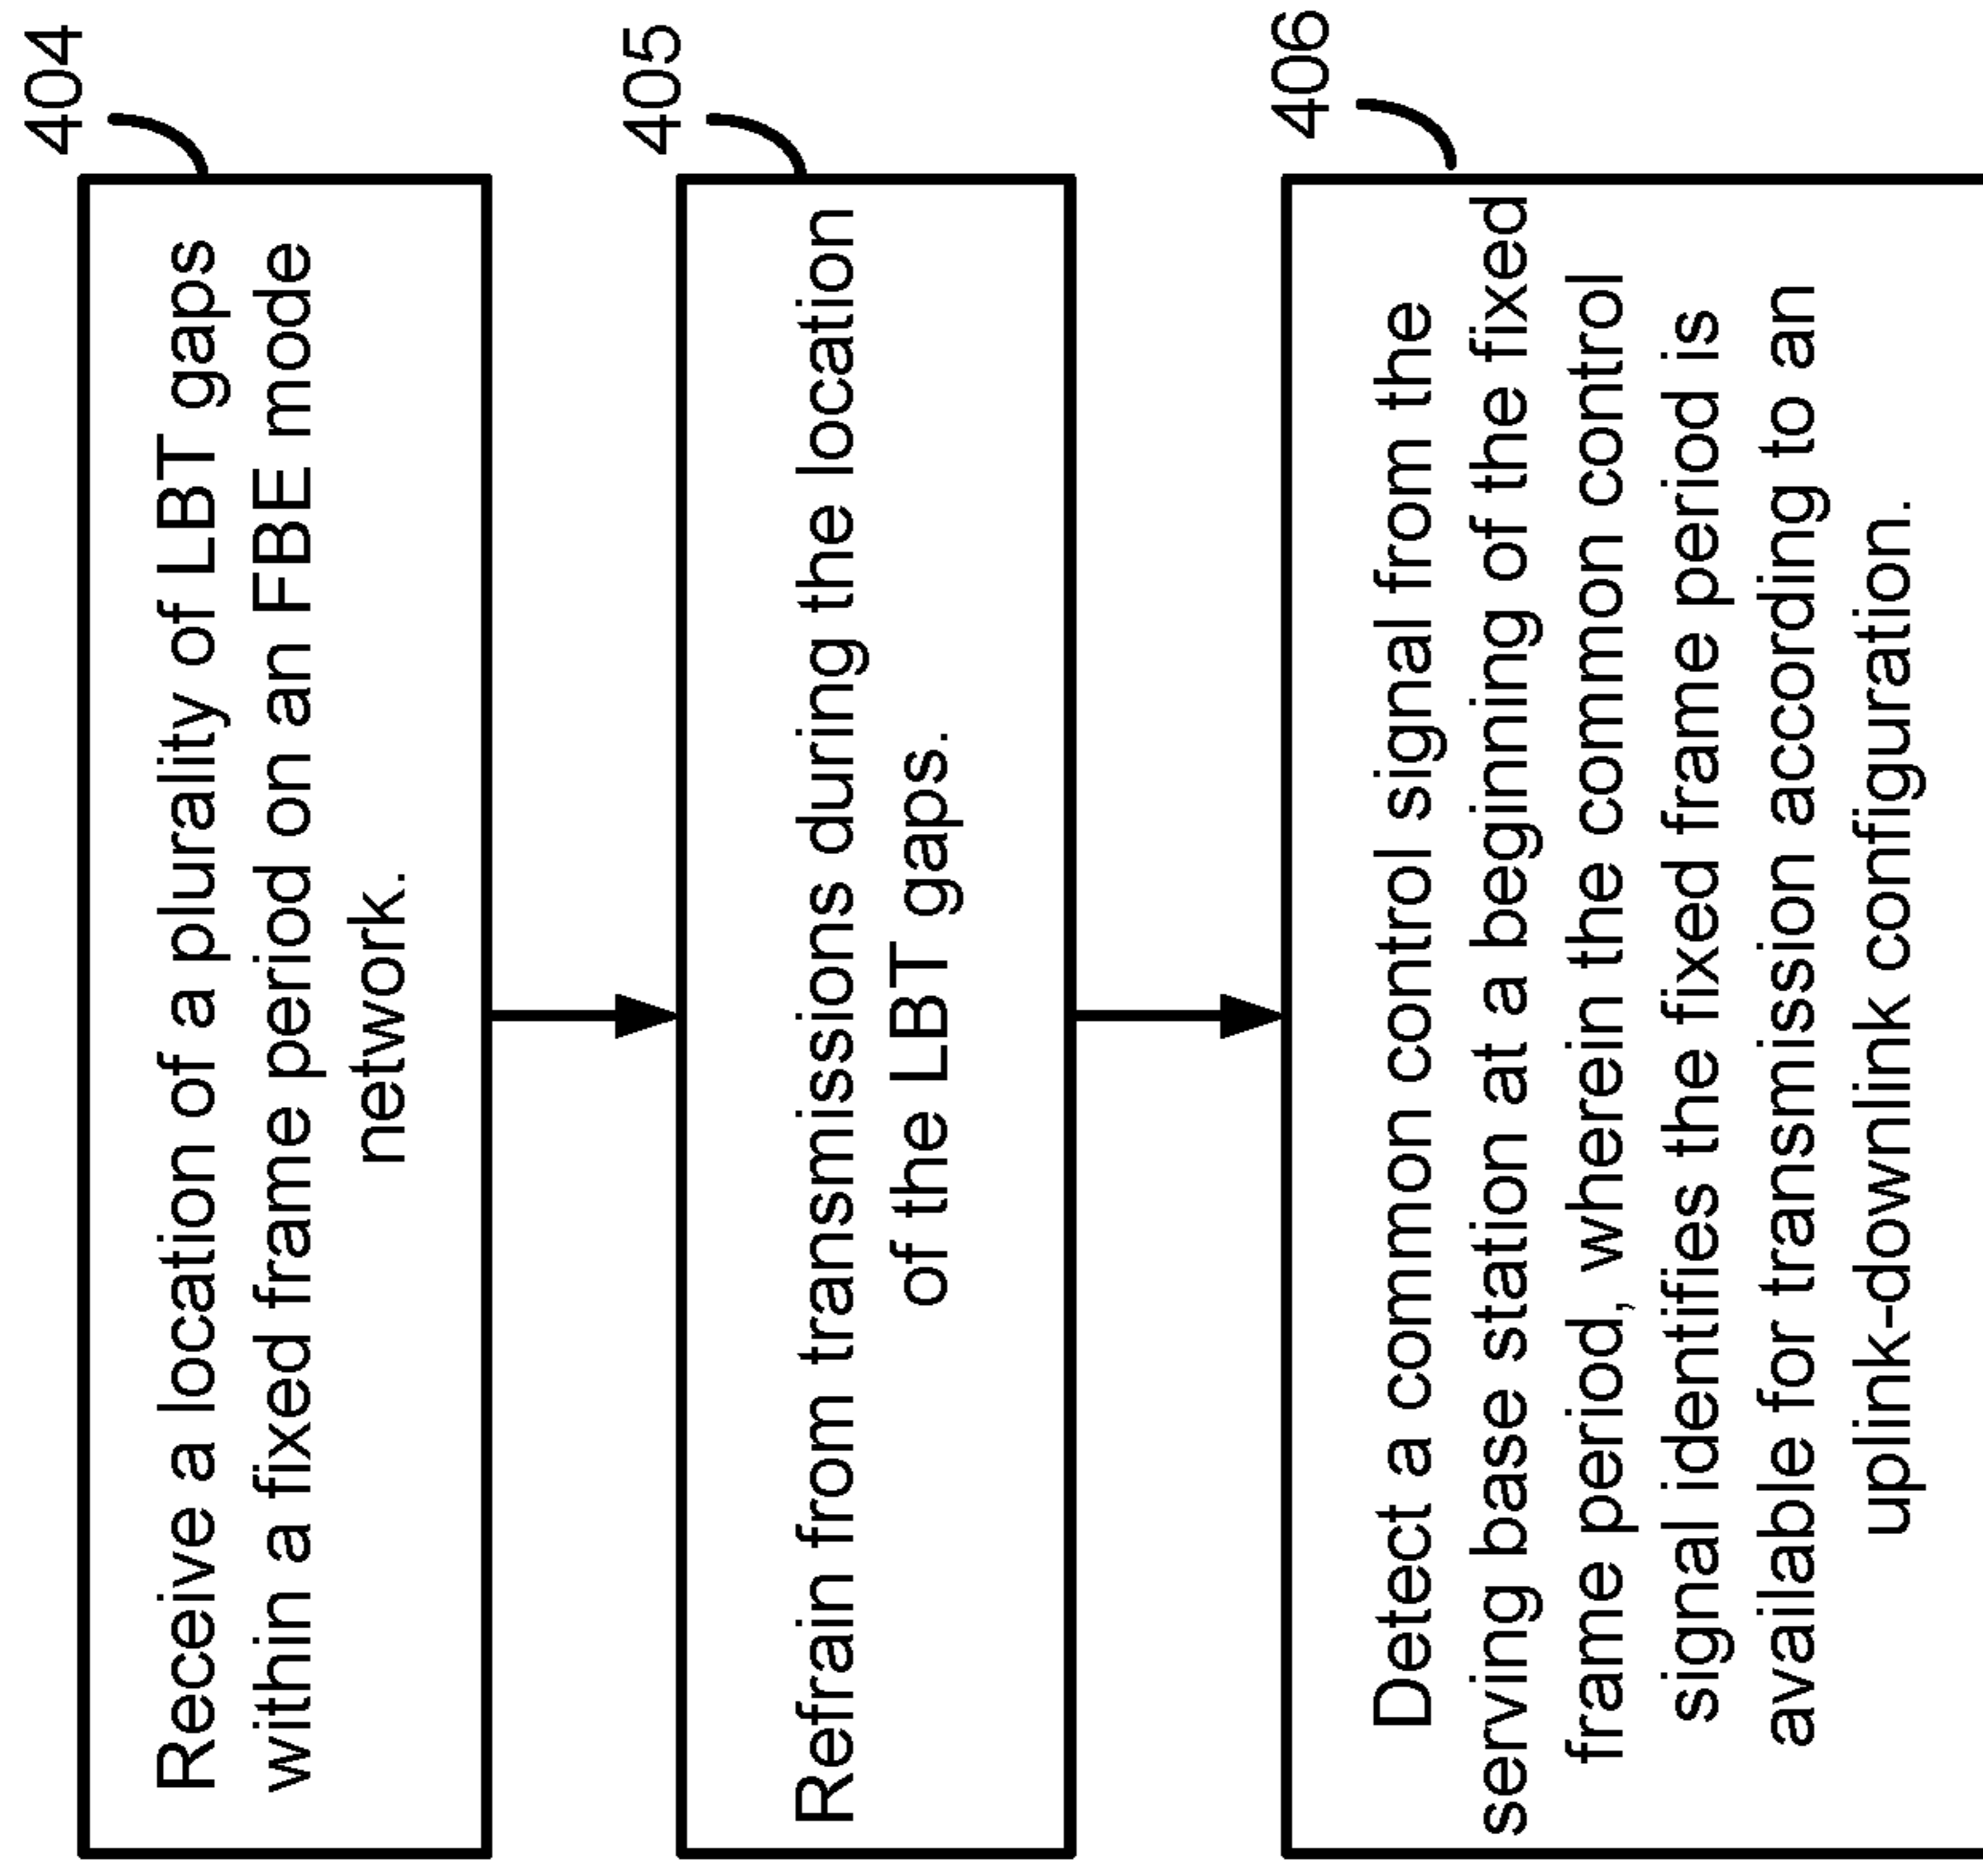 404
Receive a location of a plurality of LBT gaps
within a fixed frame period on an FBE mode
network.
405
Refrain from transmissions during the location
of the LBT gaps.
406
Detect a common control signal from the
serving base station at a beginning of the fixed
frame period, wherein the common control
signal identifies the fixed frame period is
available for transmission according to an
uplink-downlink configuration.